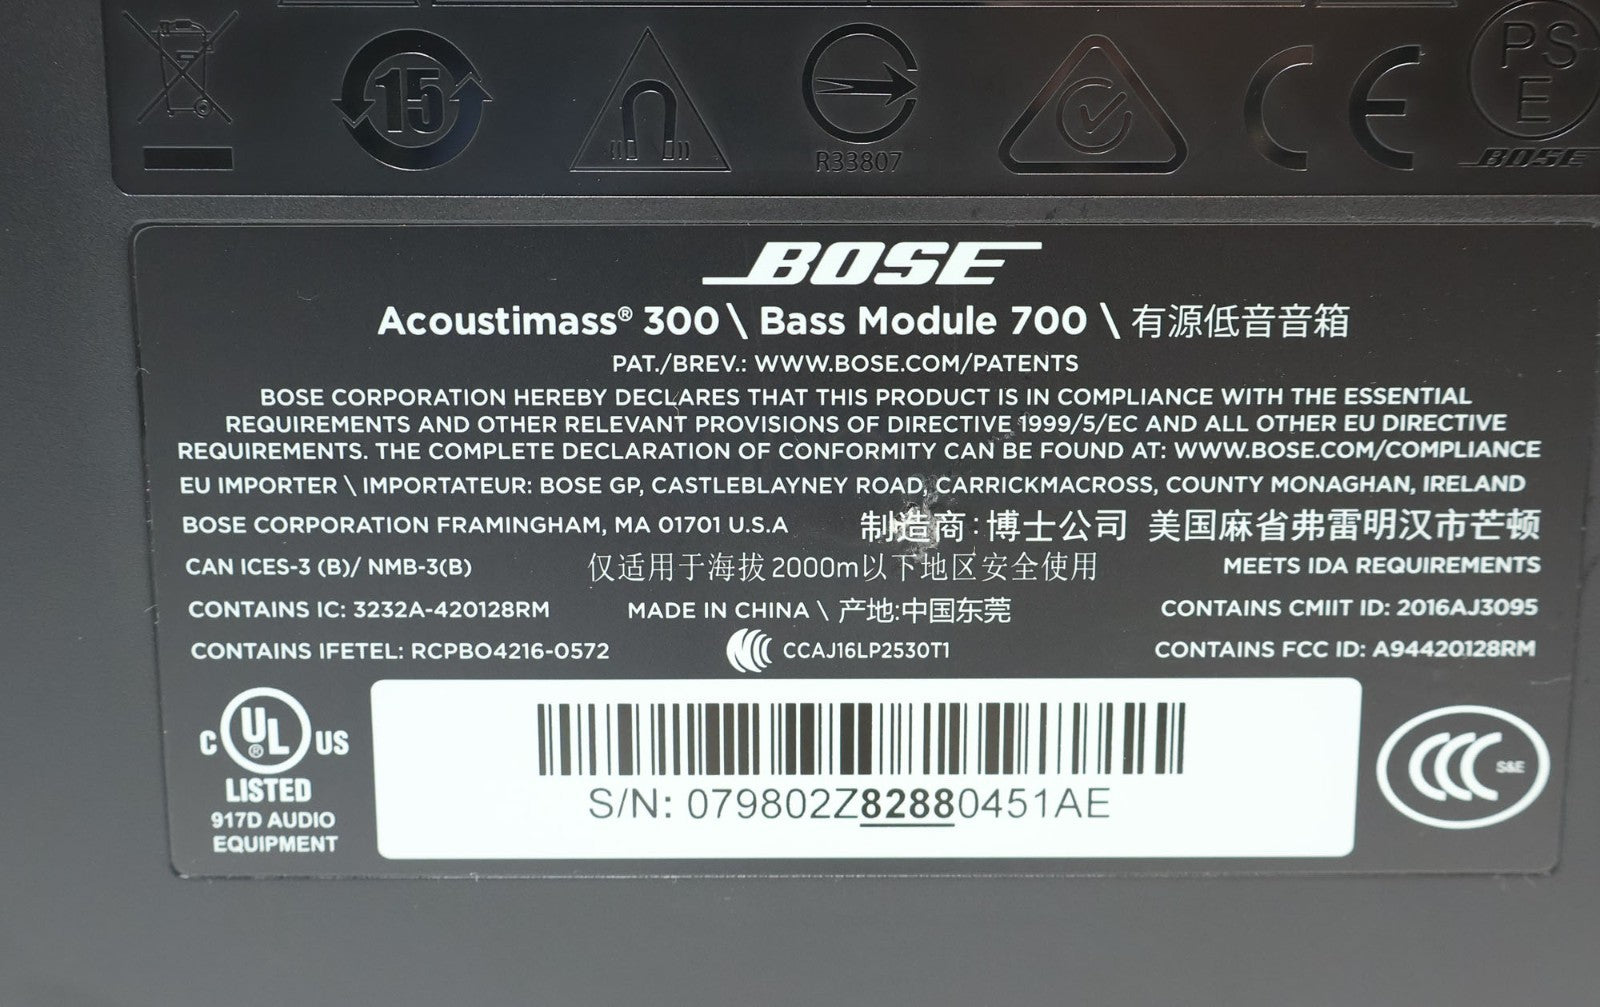 15
R33807
PS
E
BOSE
BOSE
Acoustimass® 300 \ Bass Module 700 \ 有源低音音箱
PAT./BREV.: WWW.BOSE.COM/PATENTS
BOSE CORPORATION HEREBY DECLARES THAT THIS PRODUCT IS IN COMPLIANCE WITH THE ESSENTIAL
REQUIREMENTS AND OTHER RELEVANT PROVISIONS OF DIRECTIVE 1999/5/EC AND ALL OTHER EU DIRECTIVE
REQUIREMENTS. THE COMPLETE DECLARATION OF CONFORMITY CAN BE FOUND AT: WWW.BOSE.COM/COMPLIANCE
EU IMPORTER \ IMPORTATEUR: BOSE GP, CASTLEBLAYNEY ROAD, CARRICKMACROSS, COUNTY MONAGHAN, IRELAND
BOSE CORPORATION FRAMINGHAM, MA 01701 U.S.A 制造商:博士公司 美国麻省弗雷明汉市芒顿
CAN ICES-3 (B)/ NMB-3(B) 仅适用于海拔2000m以下地区安全使用 MEETS IDA REQUIREMENTS
CONTAINS IC: 3232A-420128RM MADE IN CHINA \ 产地:中国东莞 CONTAINS CMIIT ID: 2016AJ3095
CONTAINS IFETEL: RCPBO4216-0572 CCAJ16LP2530T1 CONTAINS FCC ID: A94420128RM
C UL® US
LISTED
917D AUDIO
EQUIPMENT
S/N: 079802Z82880451AE
CCC S&E